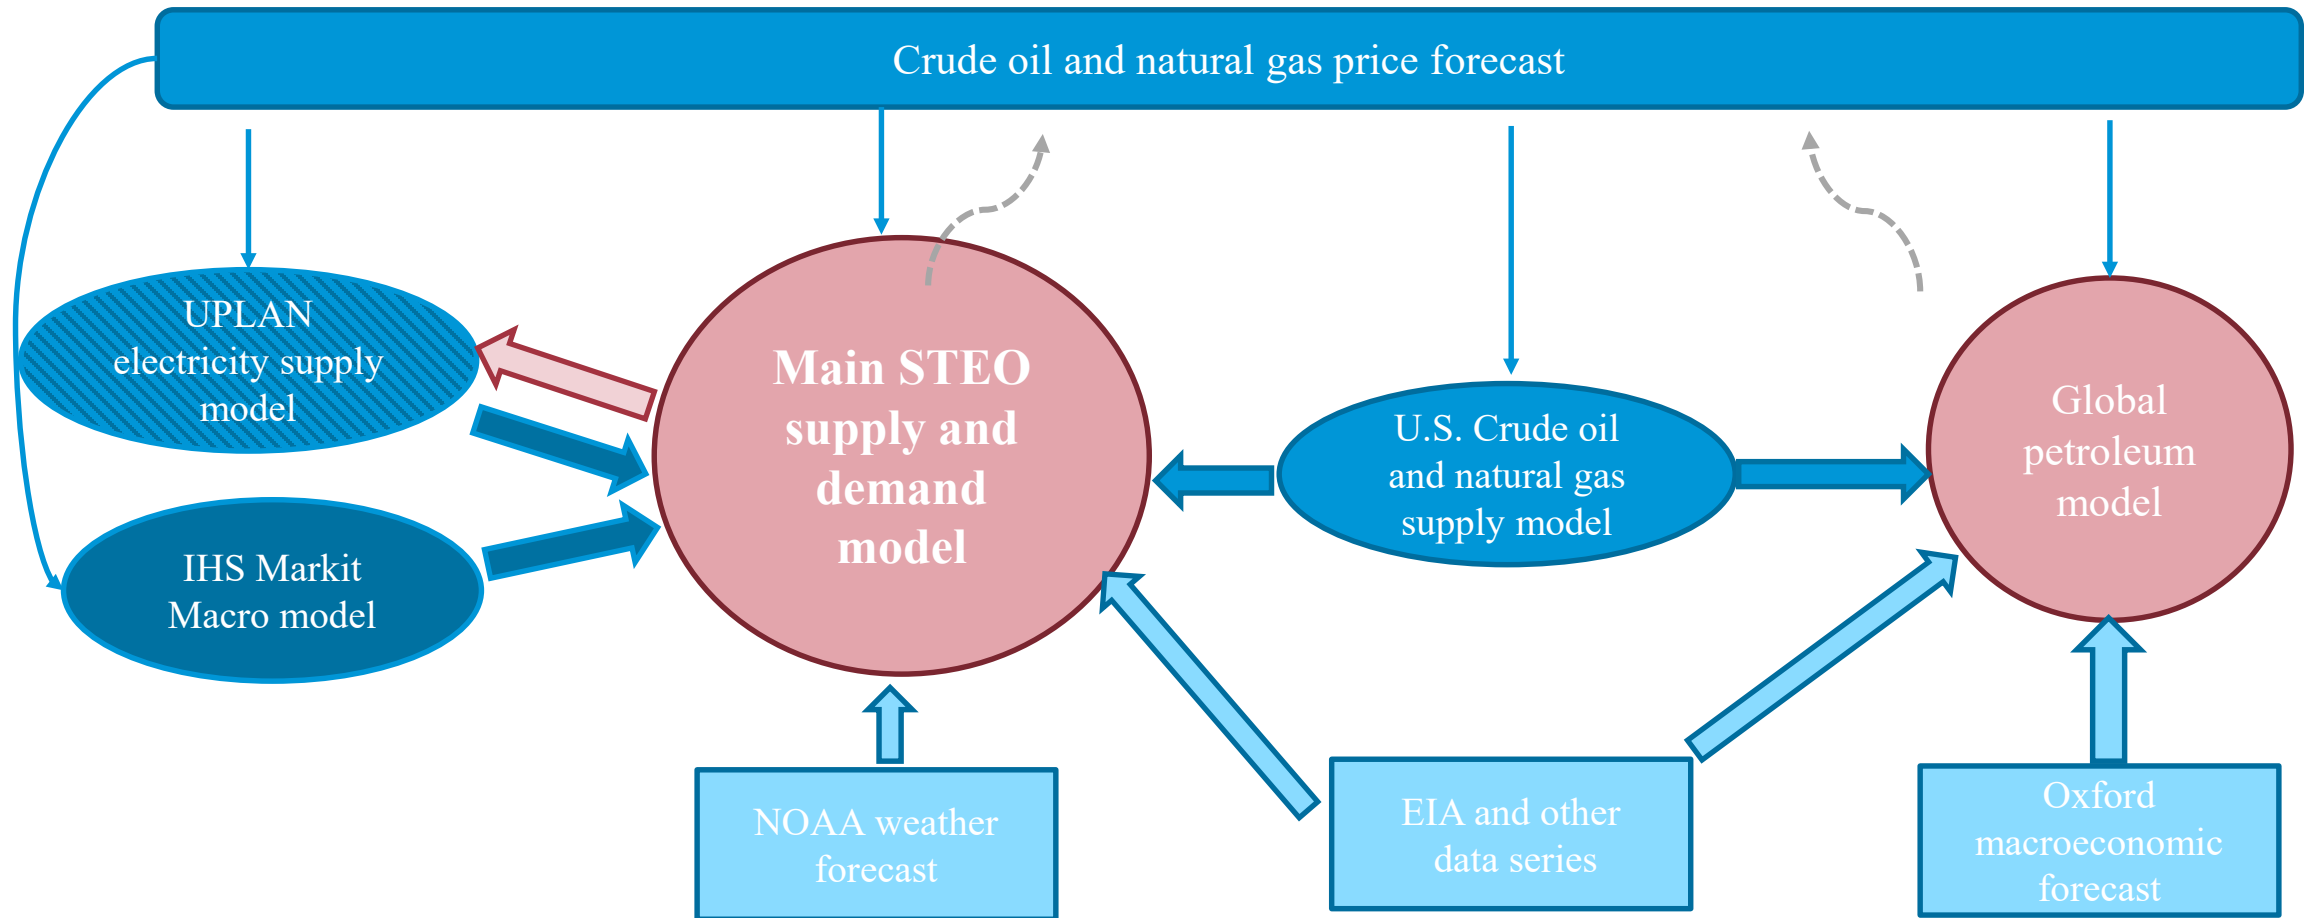 Crude oil and natural gas price forecast
UPLAN
electricity supply
model
Main STEO
supply and
demand
model
U.S. Crude oil
and natural gas
supply model
Global
petroleum
model
IHS Markit
Macro model
NOAA weather
forecast
EIA and other
data series
Oxford
macroeconomic
forecast